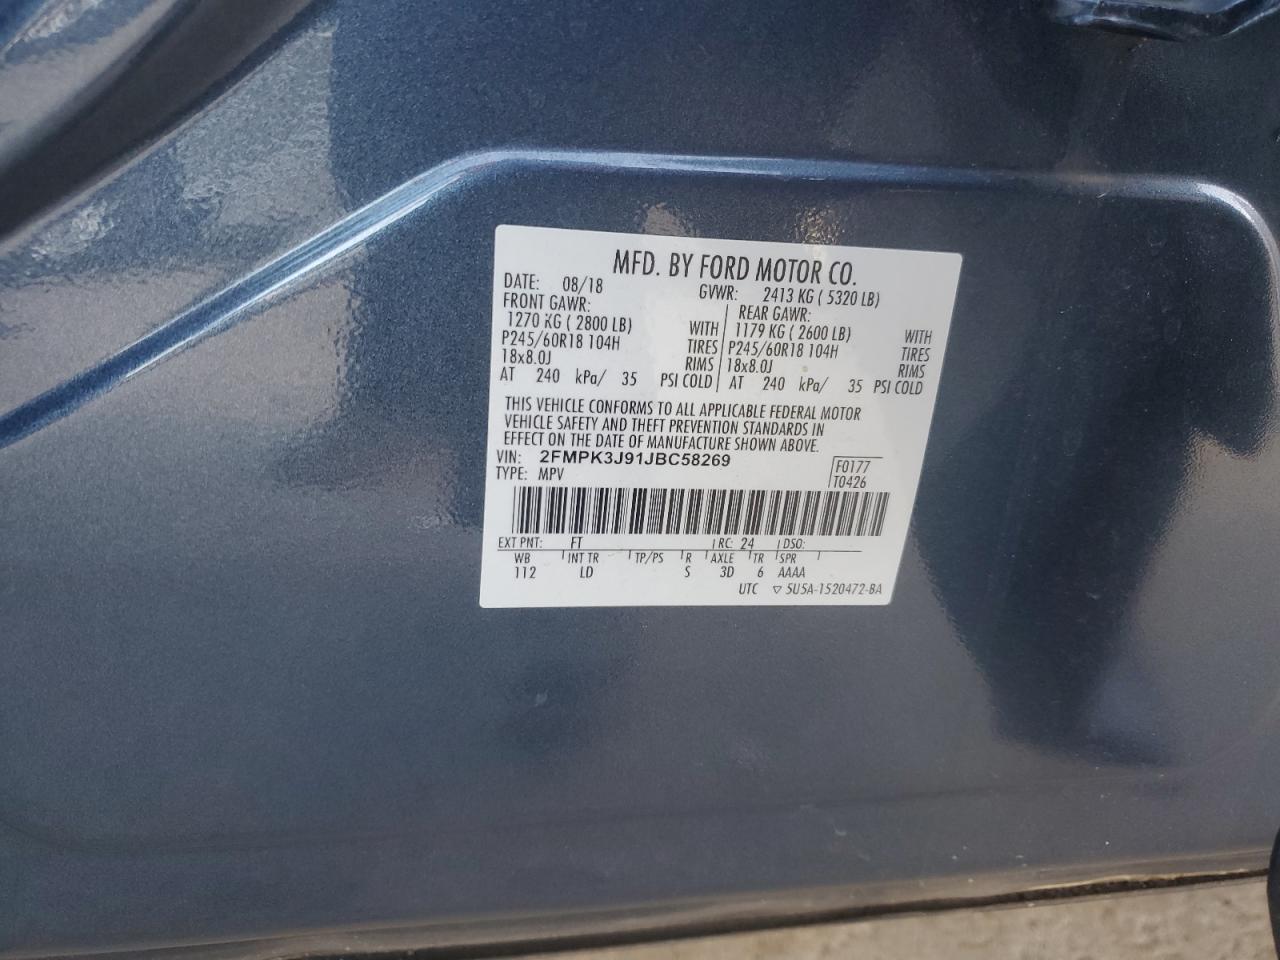 MFD. BY FORD MOTOR CO.
DATE: 08/18 GVWR: 2413 KG ( 5320 LB)
FRONT GAWR: REAR GAWR:
1270 KG ( 2800 LB) WITH 1179 KG ( 2600 LB) WITH
P245/60R18 104H TIRES P245/60R18 104H TIRES
18x8.0J RIMS 18x8.0J RIMS
AT 240 kPa/ 35 PSI COLD AT 240 kPa/ 35 PSI COLD
THIS VEHICLE CONFORMS TO ALL APPLICABLE FEDERAL MOTOR
VEHICLE SAFETY AND THEFT PREVENTION STANDARDS IN
EFFECT ON THE DATE OF MANUFACTURE SHOWN ABOVE.
VIN: 2FMPK3J91JBC58269 F0177
TYPE: MPV T0426
EXT PNT: FT RC: 24 DSO:
WB INT TR TP/PS R AXLE TR SPR
112 LD S 3D 6 AAAA
UTC ▽ 5U5A-1520472-BA